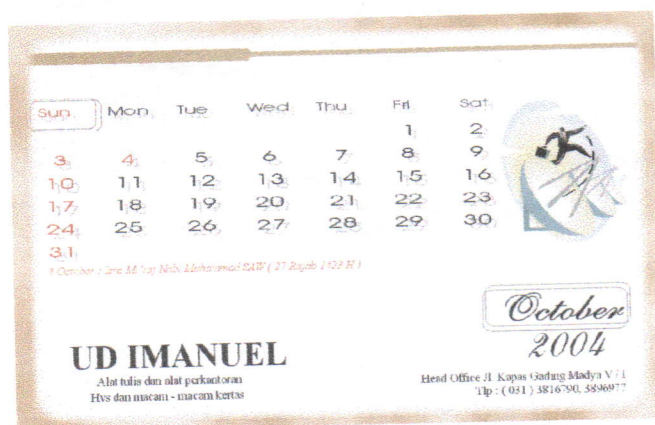 Sun Mon Tue Wed Thu Fri Sat
1 2
3 4 5 6 7 8 9
10 11 12 13 14 15 16
17 18 19 20 21 22 23
24 25 26 27 28 29 30
31
October : Isra Mi'raj Nabi Muhammad SAW ( 27 Rajab 1423 H )
October
2004
UD IMANUEL
Alat tulis dan alat perkantoran
Hvs dan macam - macam kertas
Head Office Jl. Kapas Gading Madya V / 1
Tlp : ( 031 ) 3816790, 3896977